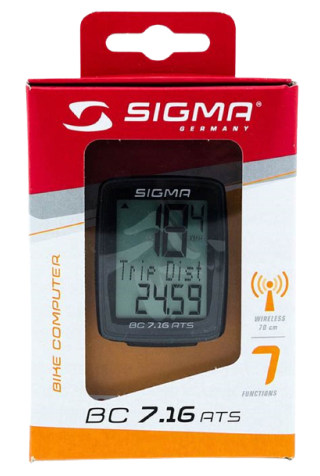 SIGMA®
GERMANY
SIGMA
18.4
KMH
Trip Dist
24.59
BC 7.16 ATS
BIKE COMPUTER
WIRELESS
70 cm
7
FUNCTIONS
BC 7.16 ATS